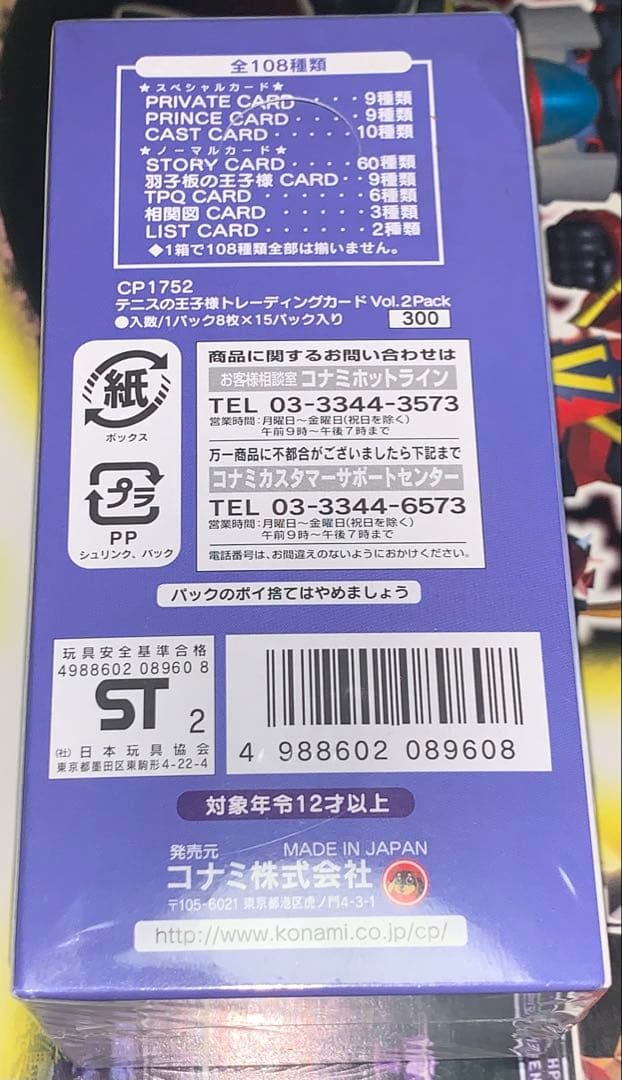 全108種類
★スペシャルカード★
PRIVATE CARD・・・・9種類
PRINCE CARD・・・・・9種類
CAST CARD・・・・・10種類
★ノーマルカード★
STORY CARD・・・・60種類
羽子板の王子様 CARD・・9種類
TPQ CARD・・・・・・6種類
相関図 CARD・・・・・3種類
LIST CARD・・・・・・2種類
◆1箱で108種類全部は揃いません。
CP1752
テニスの王子様トレーディングカード Vol.2Pack
●入数/1パック8枚×15パック入り 300
紙
ボックス
プラ
PP
シュリンク、パック
商品に関するお問い合わせは
お客様相談室 コナミホットライン
TEL 03-3344-3573
営業時間:月曜日〜金曜日(祝日を除く)
午前9時〜午後7時まで
万一商品に不都合がございましたら下記まで
コナミカスタマーサポートセンター
TEL 03-3344-6573
営業時間:月曜日〜金曜日(祝日を除く)
午前9時〜午後7時まで
電話番号は、お間違えのないようにおかけください。
パックのポイ捨てはやめましょう
玩具安全基準合格
4988602 08960 8
ST 2
(社)日本玩具協会
東京都墨田区東駒形4-22-4
4 988602 089608
対象年令12才以上
発売元 MADE IN JAPAN
コナミ株式会社
〒105-6021 東京都港区虎ノ門4-3-1
http://www.konami.co.jp/cp/